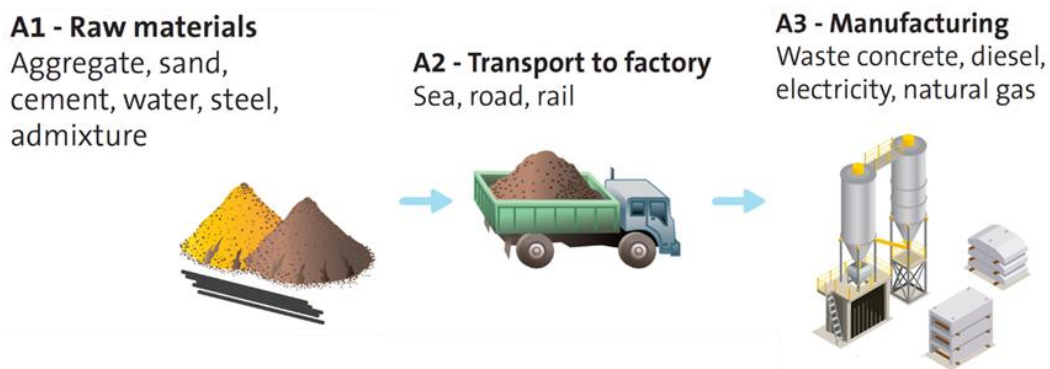 A1 - Raw materials
Aggregate, sand,
cement, water, steel,
admixture
A2 - Transport to factory
Sea, road, rail
A3 - Manufacturing
Waste concrete, diesel,
electricity, natural gas